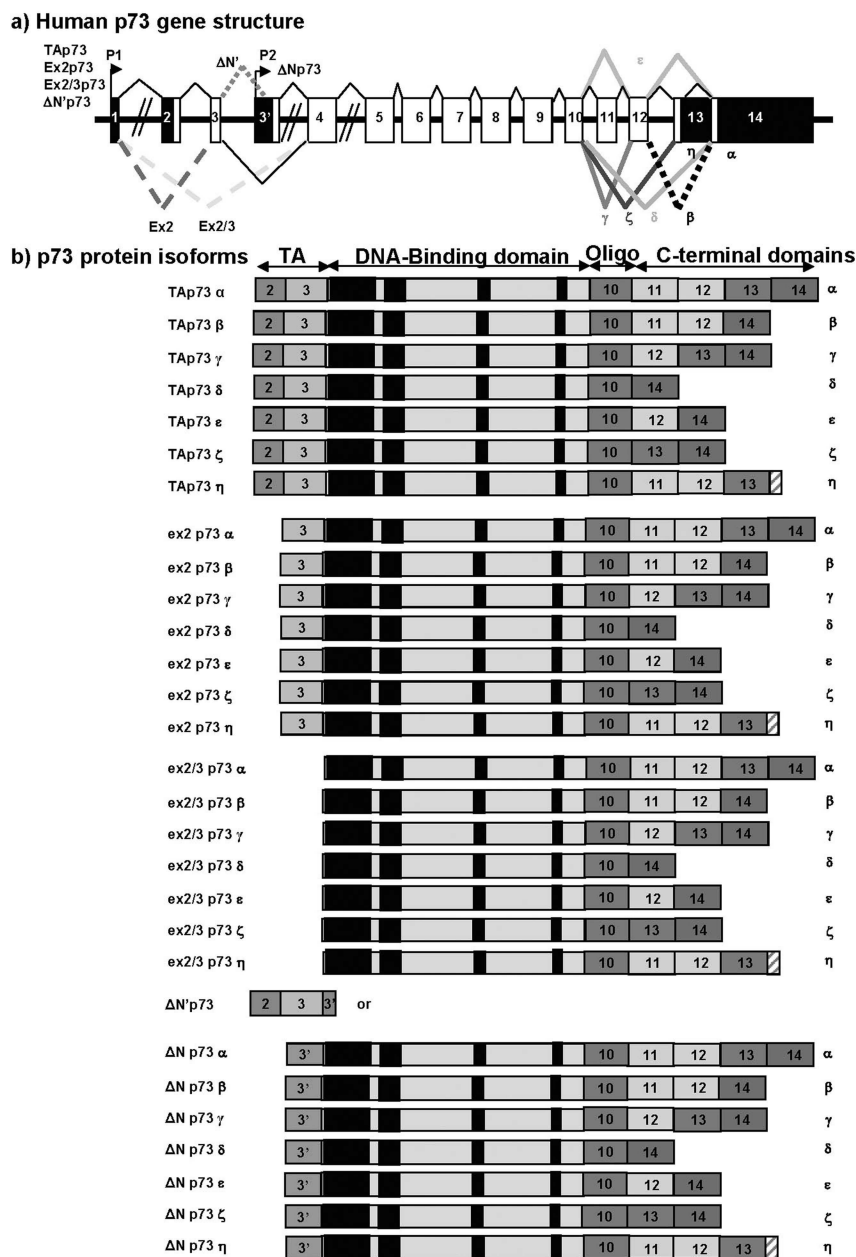 a) Human p73 gene structure
TAp73 P1 ΔN' P2 ε
Ex2p73 ΔNp73
Ex2/3p73
ΔN'p73
1 2 3 3' 4 5 6 7 8 9 10 11 12 13 14
η α
Ex2 Ex2/3 γ ζ δ β
b) p73 protein isoforms TA DNA-Binding domain Oligo C-terminal domains
TAp73 α 2 3 10 11 12 13 14 α
TAp73 β 2 3 10 11 12 14 β
TAp73 γ 2 3 10 12 13 14 γ
TAp73 δ 2 3 10 14 δ
TAp73 ε 2 3 10 12 14 ε
TAp73 ζ 2 3 10 13 14 ζ
TAp73 η 2 3 10 11 12 13 η
ex2 p73 α 3 10 11 12 13 14 α
ex2 p73 β 3 10 11 12 14 β
ex2 p73 γ 3 10 12 13 14 γ
ex2 p73 δ 3 10 14 δ
ex2 p73 ε 3 10 12 14 ε
ex2 p73 ζ 3 10 13 14 ζ
ex2 p73 η 3 10 11 12 13 η
ex2/3 p73 α 10 11 12 13 14 α
ex2/3 p73 β 10 11 12 14 β
ex2/3 p73 γ 10 12 13 14 γ
ex2/3 p73 δ 10 14 δ
ex2/3 p73 ε 10 12 14 ε
ex2/3 p73 ζ 10 13 14 ζ
ex2/3 p73 η 10 11 12 13 η
ΔN'p73 2 3 3' or
ΔN p73 α 3' 10 11 12 13 14 α
ΔN p73 β 3' 10 11 12 14 β
ΔN p73 γ 3' 10 12 13 14 γ
ΔN p73 δ 3' 10 14 δ
ΔN p73 ε 3' 10 12 14 ε
ΔN p73 ζ 3' 10 13 14 ζ
ΔN p73 η 3' 10 11 12 13 η